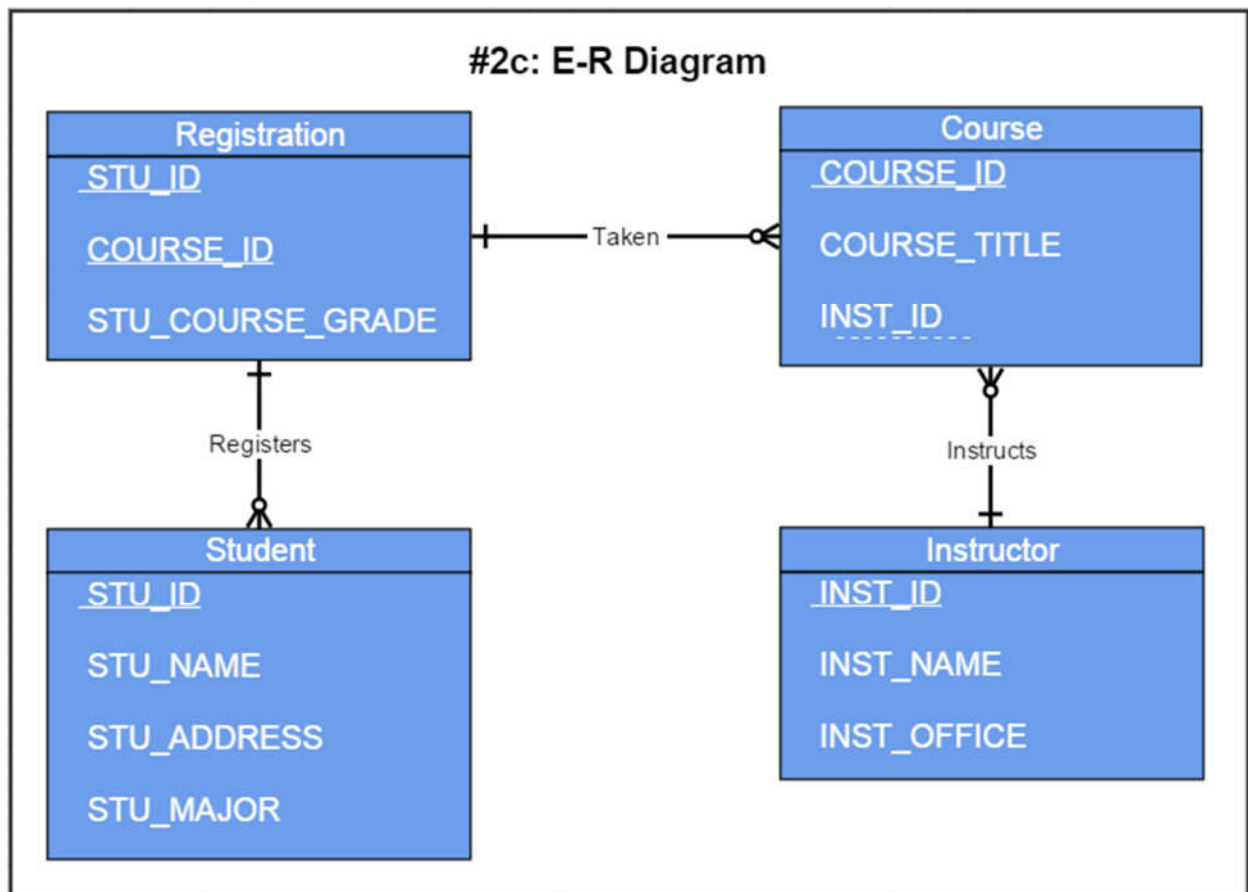 #2c: E-R Diagram
Registration
STU_ID
COURSE_ID
STU_COURSE_GRADE
Taken
Course
COURSE_ID
COURSE_TITLE
INST_ID
Registers
Instructs
Student
STU_ID
STU_NAME
STU_ADDRESS
STU_MAJOR
Instructor
INST_ID
INST_NAME
INST_OFFICE